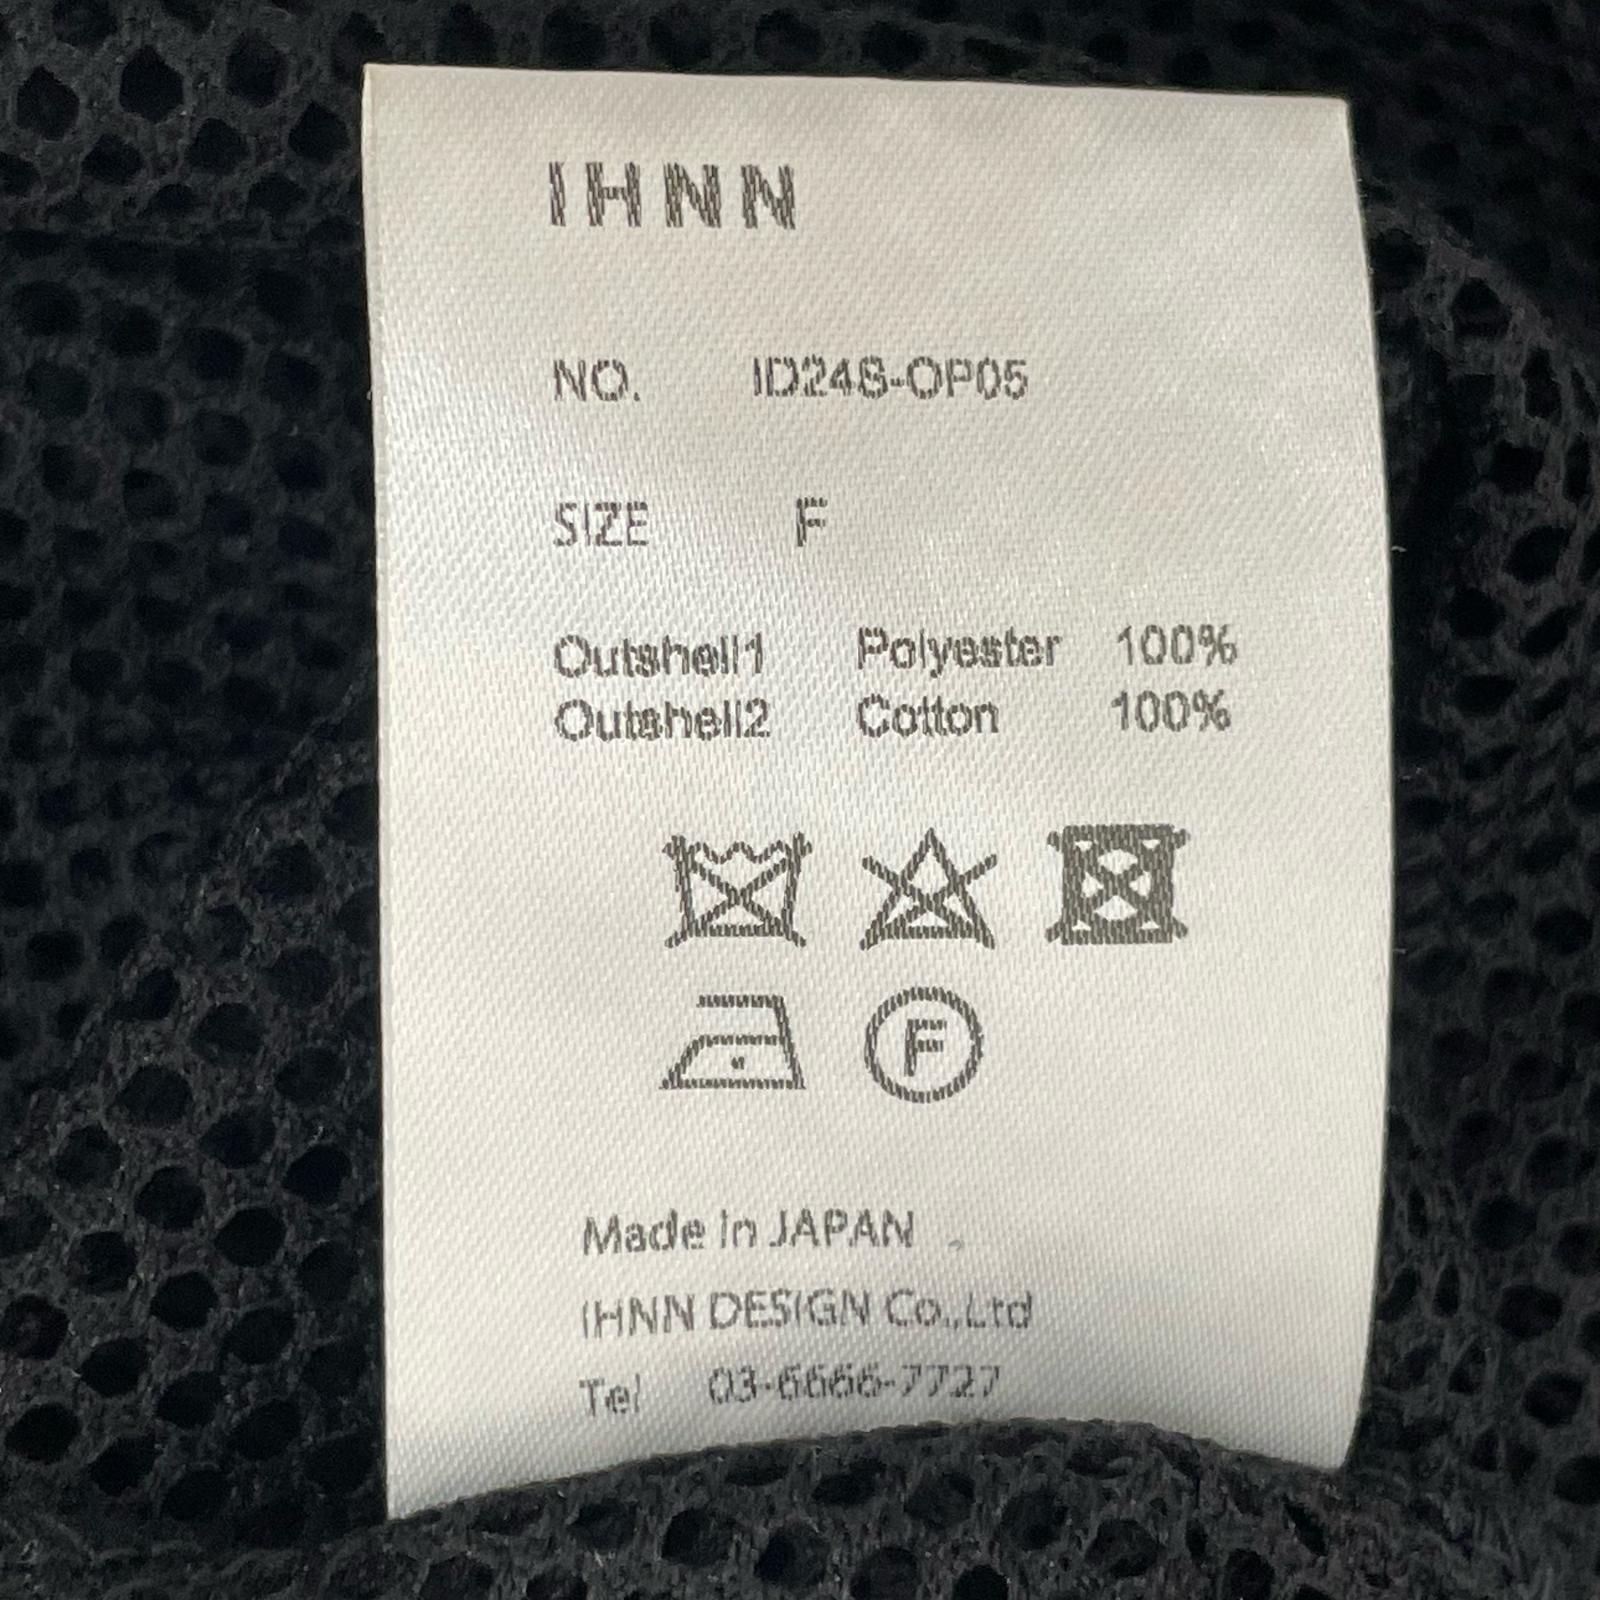 IHNN
NO. ID24S-OP05
SIZE F
Outshell1 Polyester 100%
Outshell2 Cotton 100%
F
Made in JAPAN
IHNN DESIGN Co.,Ltd
Tel 03-6666-7727